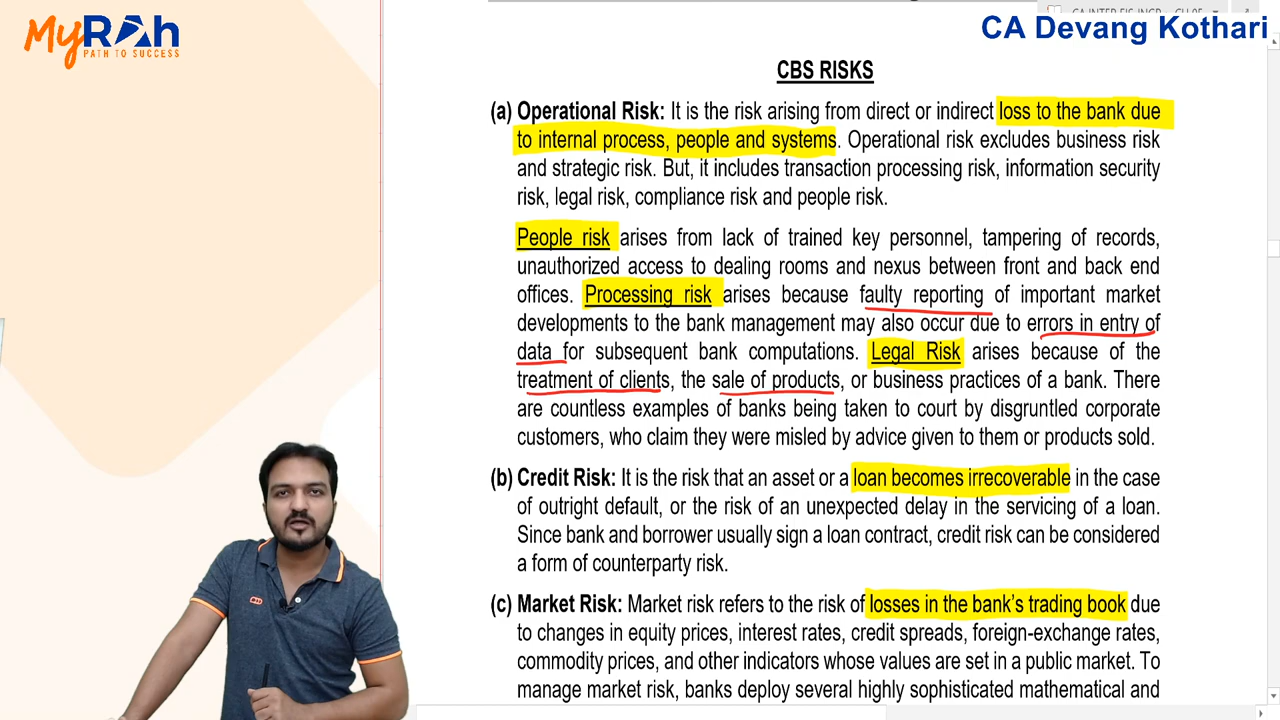 MyRAh
PATH TO SUCCESS
CA Devang Kothari
CBS RISKS
(a) Operational Risk: It is the risk arising from direct or indirect loss to the bank due
to internal process, people and systems. Operational risk excludes business risk
and strategic risk. But, it includes transaction processing risk, information security
risk, legal risk, compliance risk and people risk.
People risk arises from lack of trained key personnel, tampering of records,
unauthorized access to dealing rooms and nexus between front and back end
offices. Processing risk arises because faulty reporting of important market
developments to the bank management may also occur due to errors in entry of
data for subsequent bank computations. Legal Risk arises because of the
treatment of clients, the sale of products, or business practices of a bank. There
are countless examples of banks being taken to court by disgruntled corporate
customers, who claim they were misled by advice given to them or products sold.
(b) Credit Risk: It is the risk that an asset or a loan becomes irrecoverable in the case
of outright default, or the risk of an unexpected delay in the servicing of a loan.
Since bank and borrower usually sign a loan contract, credit risk can be considered
a form of counterparty risk.
(c) Market Risk: Market risk refers to the risk of losses in the bank's trading book due
to changes in equity prices, interest rates, credit spreads, foreign-exchange rates,
commodity prices, and other indicators whose values are set in a public market. To
manage market risk, banks deploy several highly sophisticated mathematical and